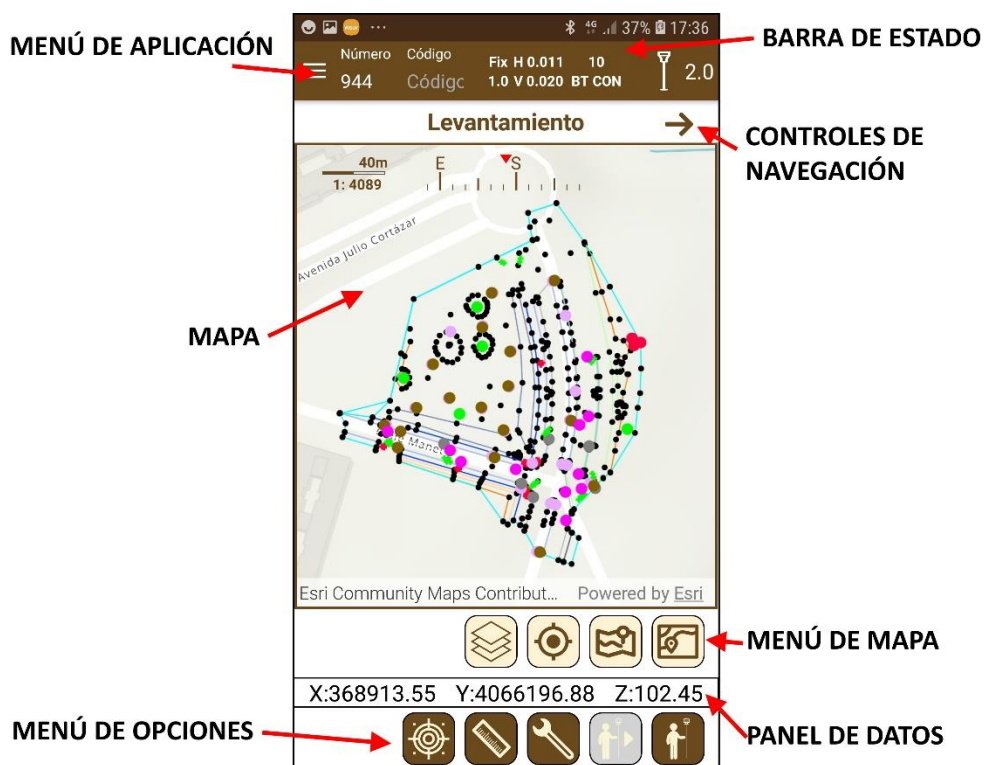 37% 17:36
4G
MENÚ DE APLICACIÓN
BARRA DE ESTADO
Número Código
944 Código
Fix H 0.011 10
1.0 V 0.020 BT CON
2.0
Levantamiento
CONTROLES DE
NAVEGACIÓN
40m
1: 4089
E S
Avenida Julio Cortázar
MAPA
Manet
Esri Community Maps Contribut... Powered by Esri
MENÚ DE MAPA
X:368913.55 Y:4066196.88 Z:102.45
MENÚ DE OPCIONES
PANEL DE DATOS